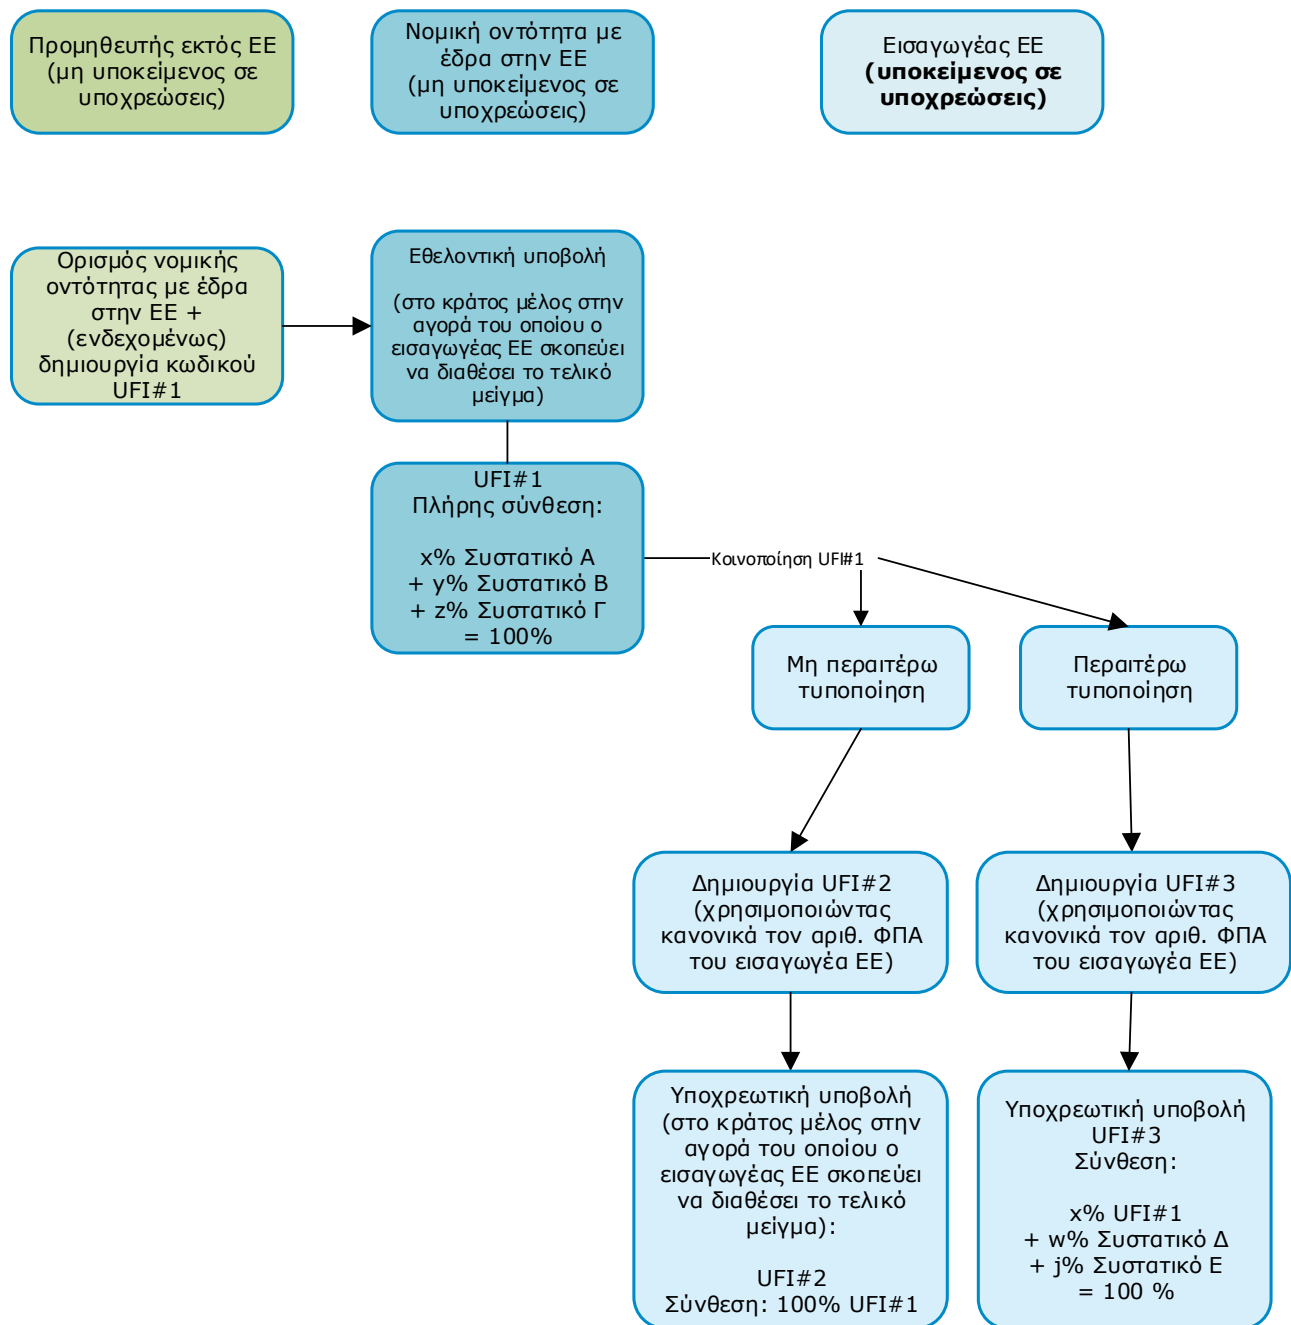 Προμηθευτής εκτός ΕΕ
(μη υποκείμενος σε
υποχρεώσεις)
Νομική οντότητα με
έδρα στην ΕΕ
(μη υποκείμενος σε
υποχρεώσεις)
Εισαγωγέας ΕΕ
(υποκείμενος σε
υποχρεώσεις)
Ορισμός νομικής
οντότητας με έδρα
στην ΕΕ +
(ενδεχομένως)
δημιουργία κωδικού
UFI#1
Εθελοντική υποβολή
(στο κράτος μέλος στην
αγορά του οποίου ο
εισαγωγέας ΕΕ σκοπεύει
να διαθέσει το τελικό
μείγμα)
UFI#1
Πλήρης σύνθεση:
x% Συστατικό Α
+ y% Συστατικό Β
+ z% Συστατικό Γ
= 100%
Κοινοποίηση UFI#1
Μη περαιτέρω
τυποποίηση
Περαιτέρω
τυποποίηση
Δημιουργία UFI#2
(χρησιμοποιώντας
κανονικά τον αριθ. ΦΠΑ
του εισαγωγέα ΕΕ)
Δημιουργία UFI#3
(χρησιμοποιώντας
κανονικά τον αριθ. ΦΠΑ
του εισαγωγέα ΕΕ)
Υποχρεωτική υποβολή
(στο κράτος μέλος στην
αγορά του οποίου ο
εισαγωγέας ΕΕ σκοπεύει
να διαθέσει το τελικό
μείγμα):
UFI#2
Σύνθεση: 100% UFI#1
Υποχρεωτική υποβολή
UFI#3
Σύνθεση:
x% UFI#1
+ w% Συστατικό Δ
+ j% Συστατικό Ε
= 100 %